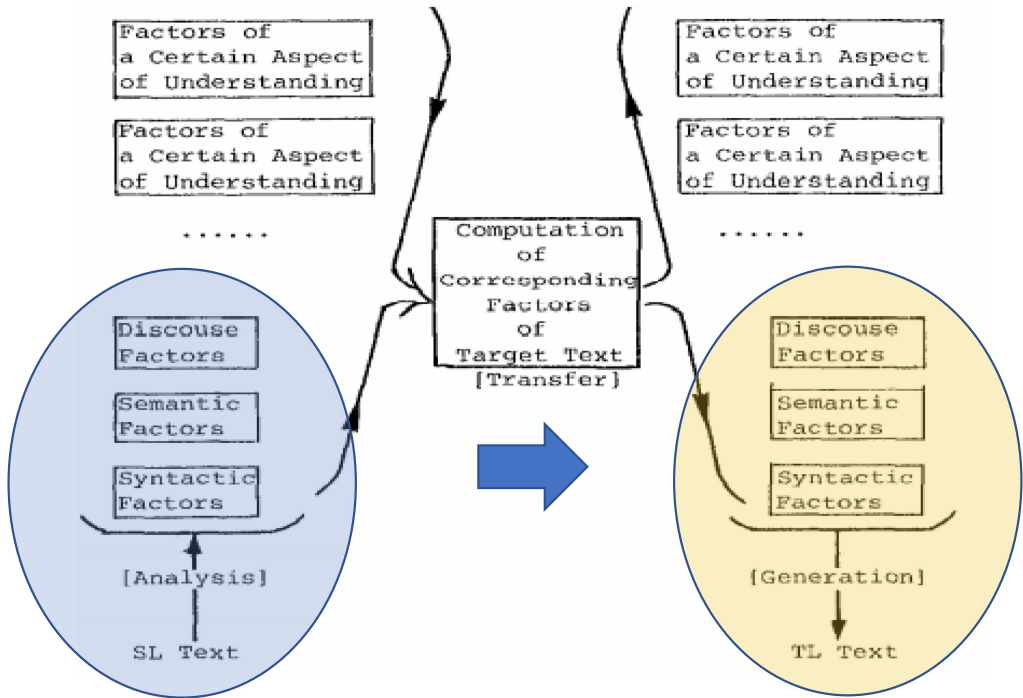 Factors of
a Certain Aspect
of Understanding
Factors of
a Certain Aspect
of Understanding
......
Discouse
Factors
Semantic
Factors
Syntactic
Factors
[Analysis]
SL Text
Computation
of
Corresponding
Factors
of
Target Text
[Transfer]
Factors of
a Certain Aspect
of Understanding
Factors of
a Certain Aspect
of Understanding
......
Discouse
Factors
Semantic
Factors
Syntactic
Factors
[Generation]
TL Text